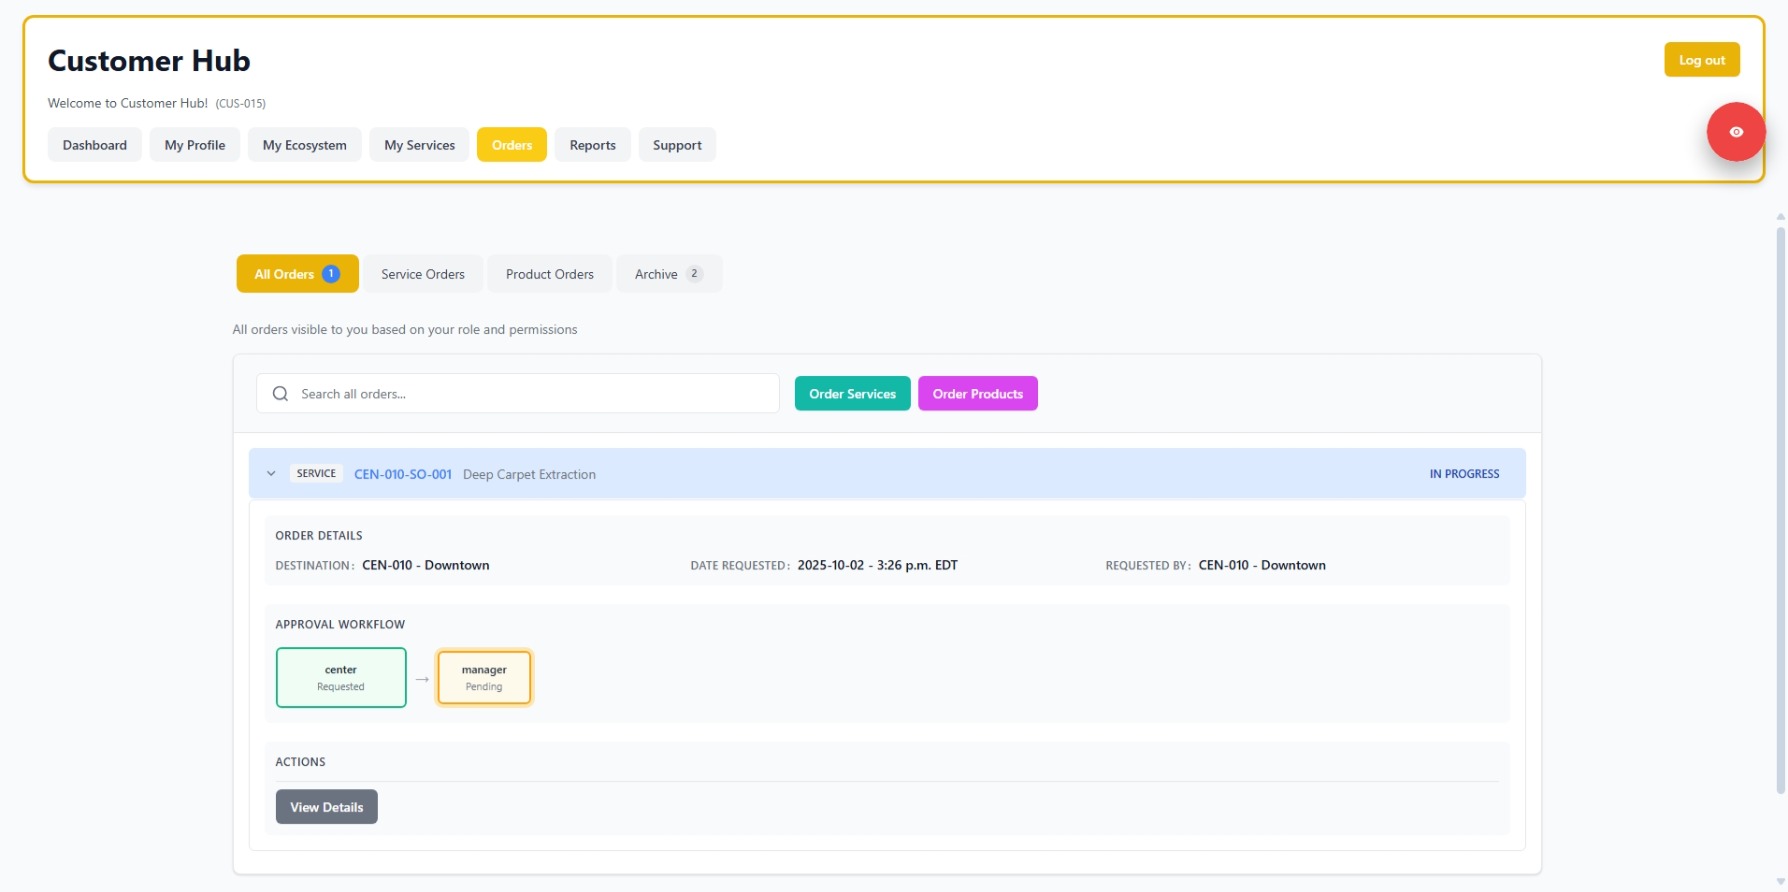 Customer Hub
Log out
Welcome to Customer Hub! (CUS-015)
Dashboard My Profile My Ecosystem My Services Orders Reports Support
All Orders 1 Service Orders Product Orders Archive 2
All orders visible to you based on your role and permissions
Search all orders... Order Services Order Products
SERVICE CEN-010-SO-001 Deep Carpet Extraction IN PROGRESS
ORDER DETAILS
DESTINATION: CEN-010 - Downtown DATE REQUESTED: 2025-10-02 - 3:26 p.m. EDT REQUESTED BY: CEN-010 - Downtown
APPROVAL WORKFLOW
center → manager
Requested Pending
ACTIONS
View Details